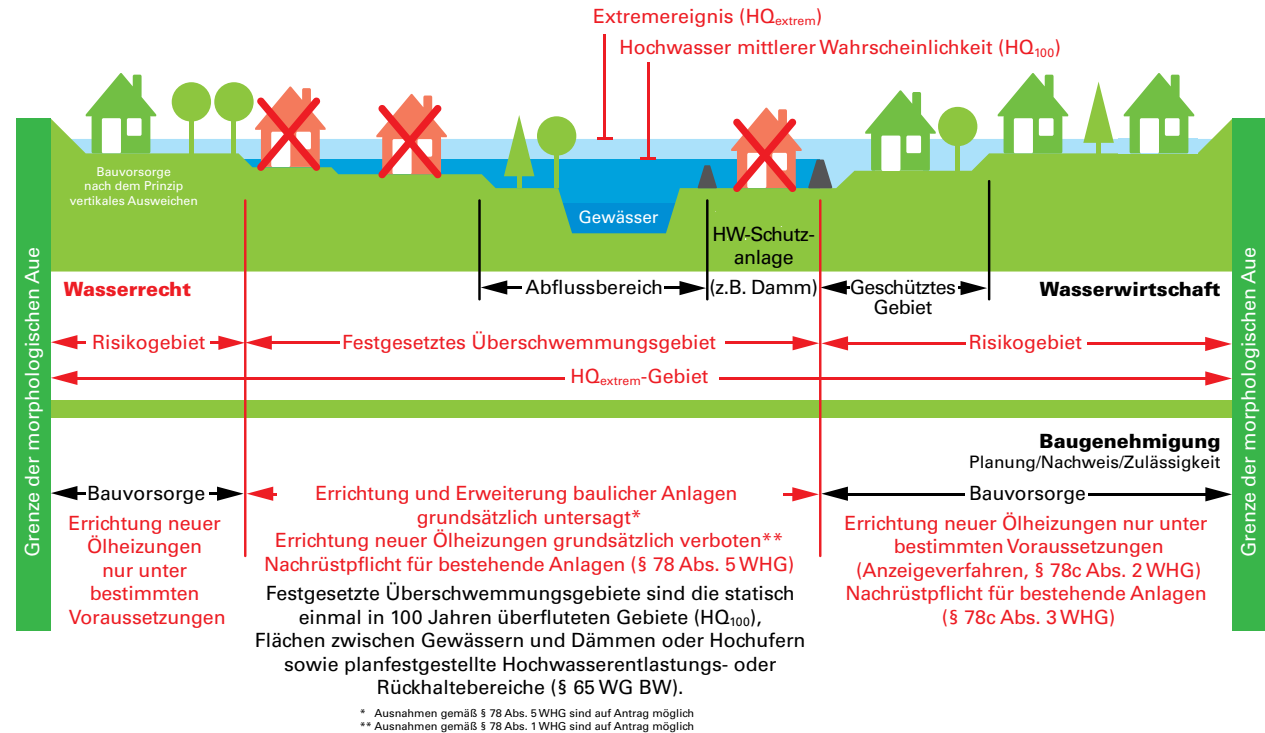 Extremereignis (HQextrem)
Hochwasser mittlerer Wahrscheinlichkeit (HQ100)
Bauvorsorge
nach dem Prinzip
vertikales Ausweichen
Gewässer
HW-Schutz-
anlage
(z.B. Damm)
Grenze der morphologischen Aue
Grenze der morphologischen Aue
Wasserrecht
Abflussbereich
Geschütztes
Gebiet
Wasserwirtschaft
Risikogebiet
Festgesetztes Überschwemmungsgebiet
Risikogebiet
HQextrem-Gebiet
Baugenehmigung
Planung/Nachweis/Zulässigkeit
Bauvorsorge
Errichtung neuer
Ölheizungen
nur unter
bestimmten
Voraussetzungen
Errichtung und Erweiterung baulicher Anlagen
grundsätzlich untersagt*
Errichtung neuer Ölheizungen grundsätzlich verboten**
Nachrüstpflicht für bestehende Anlagen (§ 78 Abs. 5 WHG)
Festgesetzte Überschwemmungsgebiete sind die statisch
einmal in 100 Jahren überfluteten Gebiete (HQ100),
Flächen zwischen Gewässern und Dämmen oder Hochufern
sowie planfestgestellte Hochwasserentlastungs- oder
Rückhaltebereiche (§ 65 WG BW).
* Ausnahmen gemäß § 78 Abs. 5 WHG sind auf Antrag möglich
** Ausnahmen gemäß § 78 Abs. 1 WHG sind auf Antrag möglich
Bauvorsorge
Errichtung neuer Ölheizungen nur unter
bestimmten Voraussetzungen
(Anzeigeverfahren, § 78c Abs. 2 WHG)
Nachrüstpflicht für bestehende Anlagen
(§ 78c Abs. 3 WHG)